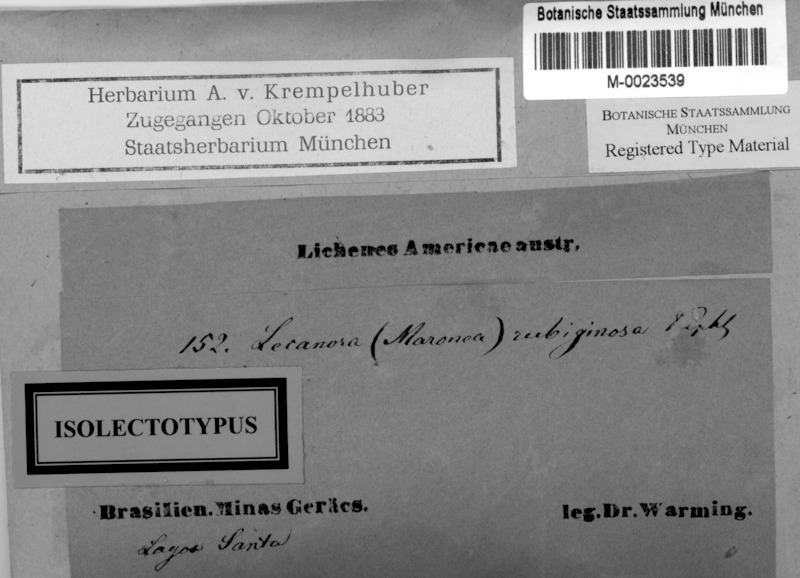 Botanische Staatssammlung München
M-0023539
Herbarium A. v. Krempelhuber
Zugegangen Oktober 1883
Staatsherbarium München
BOTANISCHE STAATSSAMMLUNG
MÜNCHEN
Registered Type Material
Lichenes Americae austr.
152. Lecanora (Maronea) rubiginosa
ISOLECTOTYPUS
Brasilien. Minas Geräes.
leg. Dr. Warming.
Lagoa Santa